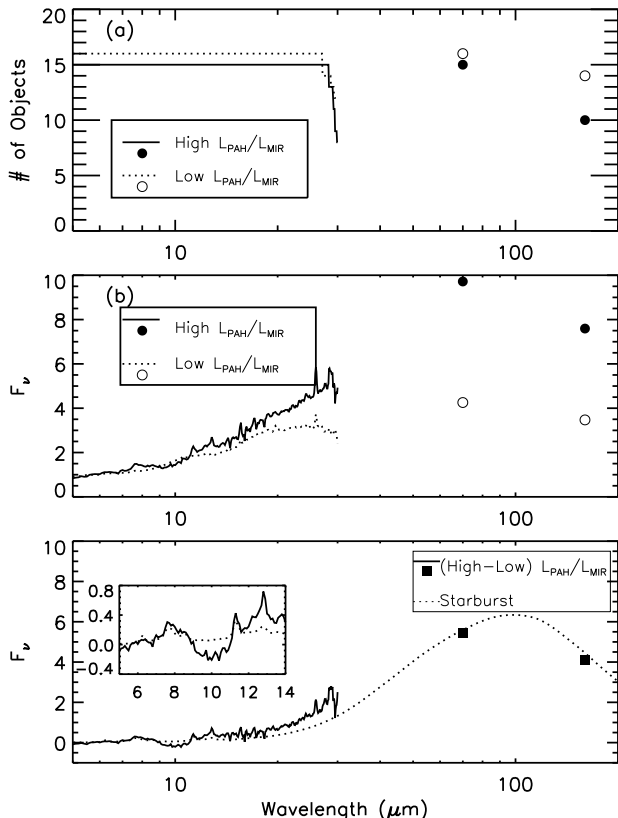 20
(a)
15
10
5
0
# of Objects
High L_PAH/L_MIR
Low L_PAH/L_MIR
10
100
10
(b)
8
6
4
2
0
F_ν
High L_PAH/L_MIR
Low L_PAH/L_MIR
10
100
10
8
6
4
2
0
F_ν
(High−Low) L_PAH/L_MIR
Starburst
0.8
0.4
0.0
−0.4
6 8 10 12 14
10
100
Wavelength (μm)